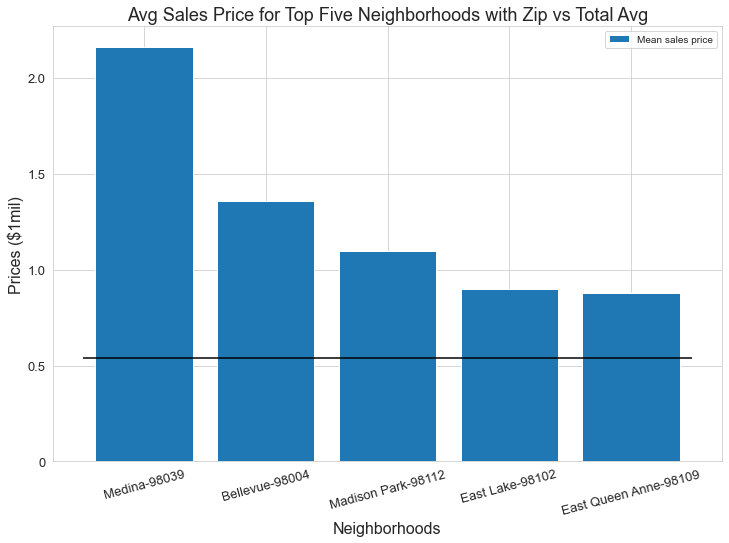 Avg Sales Price for Top Five Neighborhoods with Zip vs Total Avg
Mean sales price
Prices ($1mil)
2.0
1.5
1.0
0.5
0
Medina-98039
Bellevue-98004
Madison Park-98112
East Lake-98102
East Queen Anne-98109
Neighborhoods